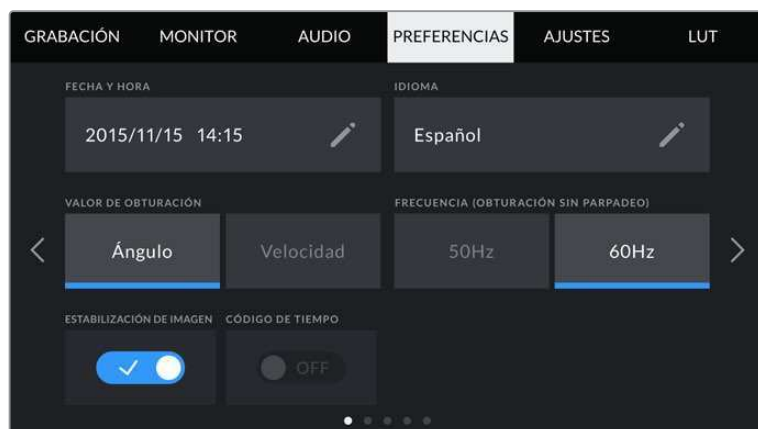 GRABACIÓN MONITOR AUDIO PREFERENCIAS AJUSTES LUT
FECHA Y HORA IDIOMA
2015/11/15 14:15 Español
VALOR DE OBTURACIÓN FRECUENCIA (OBTURACIÓN SIN PARPADEO)
Ángulo Velocidad 50Hz 60Hz
ESTABILIZACIÓN DE IMAGEN CÓDIGO DE TIEMPO
OFF